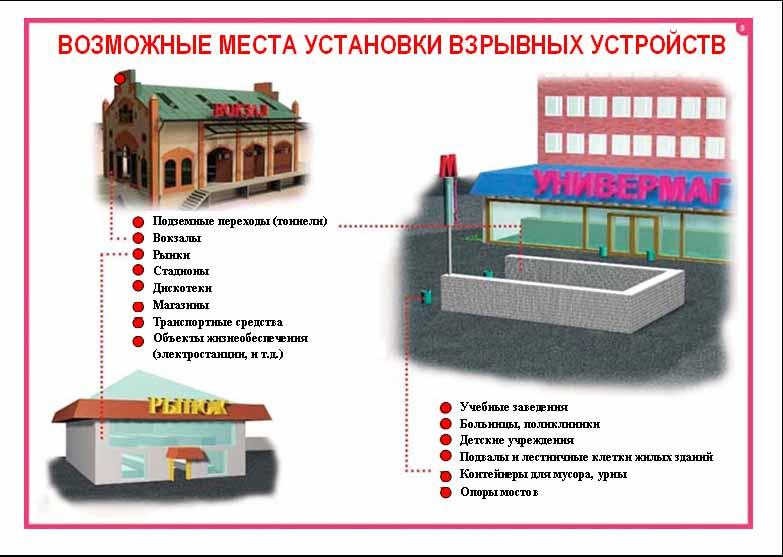 5
ВОЗМОЖНЫЕ МЕСТА УСТАНОВКИ ВЗРЫВНЫХ УСТРОЙСТВ
ВОКЗАЛ
М
УНИВЕРМАГ
Подземные переходы (тоннели)
Вокзалы
Рынки
Стадионы
Дискотеки
Магазины
Транспортные средства
Объекты жизнеобеспечения
(электростанции, и т.д.)
РЫНОК
Учебные заведения
Больницы, поликлиники
Детские учреждения
Подвалы и лестничные клетки жилых зданий
Контейнеры для мусора, урны
Опоры мостов